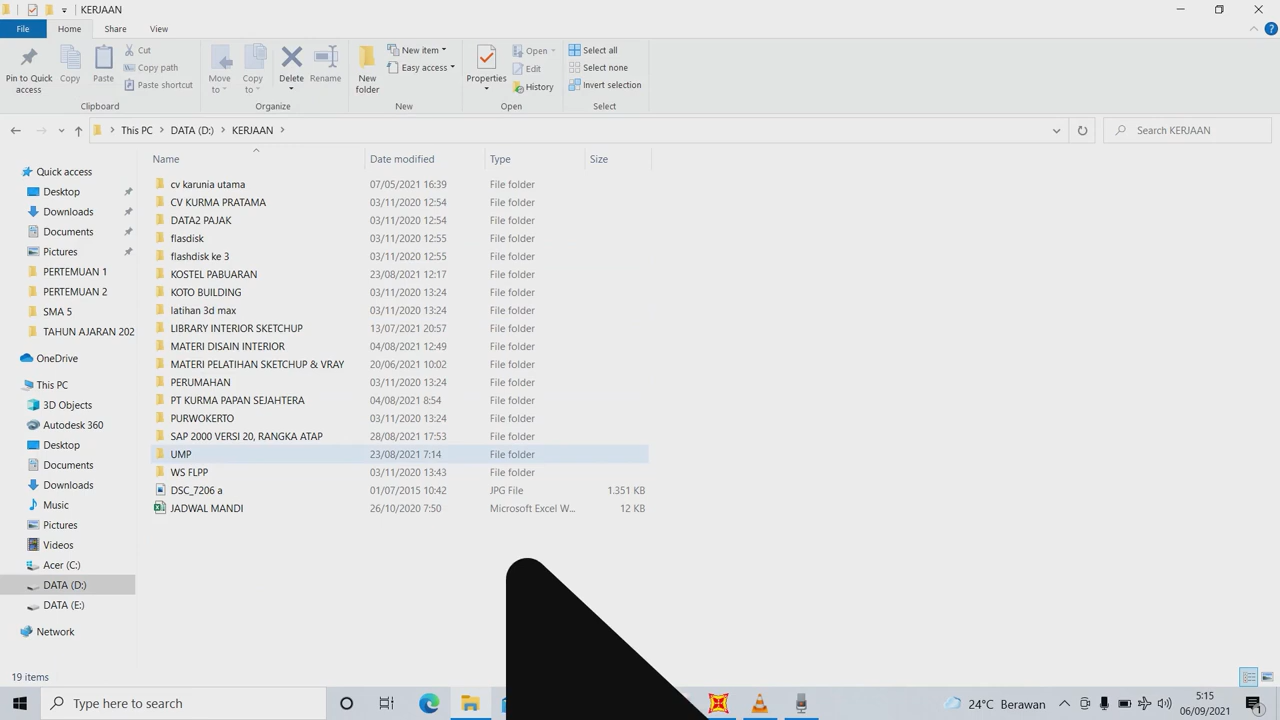 KERJAAN
File Home Share View
Pin to Quick access
Copy
Paste
Cut
Copy path
Paste shortcut
Clipboard
Move to
Copy to
Delete
Rename
Organize
New folder
New item
Easy access
New
Properties
Open
Edit
History
Open
Select all
Select none
Invert selection
Select
This PC > DATA (D:) > KERJAAN >
Search KERJAAN
Quick access
Desktop
Downloads
Documents
Pictures
PERTEMUAN 1
PERTEMUAN 2
SMA 5
TAHUN AJARAN 202
OneDrive
This PC
3D Objects
Autodesk 360
Desktop
Documents
Downloads
Music
Pictures
Videos
Acer (C:)
DATA (D:)
DATA (E:)
Network
Name Date modified Type Size
cv karunia utama 07/05/2021 16:39 File folder
CV KURMA PRATAMA 03/11/2020 12:54 File folder
DATA2 PAJAK 03/11/2020 12:54 File folder
flasdisk 03/11/2020 12:55 File folder
flashdisk ke 3 03/11/2020 12:55 File folder
KOSTEL PABUARAN 23/08/2021 12:17 File folder
KOTO BUILDING 03/11/2020 13:24 File folder
latihan 3d max 03/11/2020 13:24 File folder
LIBRARY INTERIOR SKETCHUP 13/07/2021 20:57 File folder
MATERI DISAIN INTERIOR 04/08/2021 12:49 File folder
MATERI PELATIHAN SKETCHUP & VRAY 20/06/2021 10:02 File folder
PERUMAHAN 03/11/2020 13:24 File folder
PT KURMA PAPAN SEJAHTERA 04/08/2021 8:54 File folder
PURWOKERTO 03/11/2020 13:24 File folder
SAP 2000 VERSI 20, RANGKA ATAP 28/08/2021 17:53 File folder
UMP 23/08/2021 7:14 File folder
WS FLPP 03/11/2020 13:43 File folder
DSC_7206 a 01/07/2015 10:42 JPG File 1.351 KB
JADWAL MANDI 26/10/2020 7:50 Microsoft Excel W... 12 KB
19 items
Type here to search
24°C Berawan
5:15
06/09/2021
1